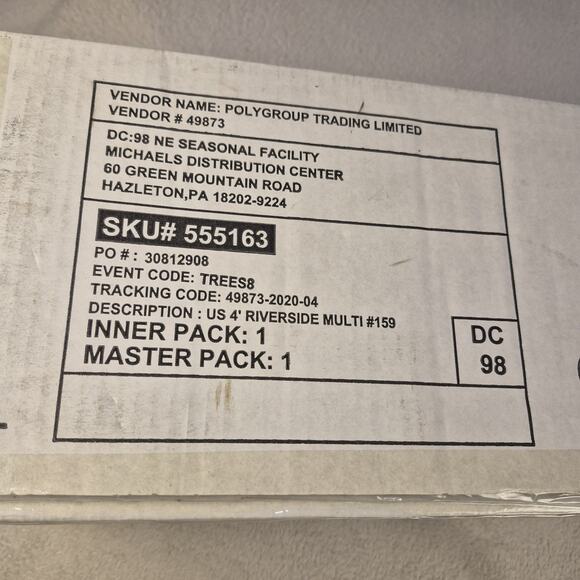 VENDOR NAME: POLYGROUP TRADING LIMITED
VENDOR # 49873
DC:98 NE SEASONAL FACILITY
MICHAELS DISTRIBUTION CENTER
60 GREEN MOUNTAIN ROAD
HAZLETON,PA 18202-9224
SKU# 555163
PO # : 30812908
EVENT CODE: TREES8
TRACKING CODE: 49873-2020-04
DESCRIPTION : US 4' RIVERSIDE MULTI #159
INNER PACK: 1
MASTER PACK: 1
DC
98